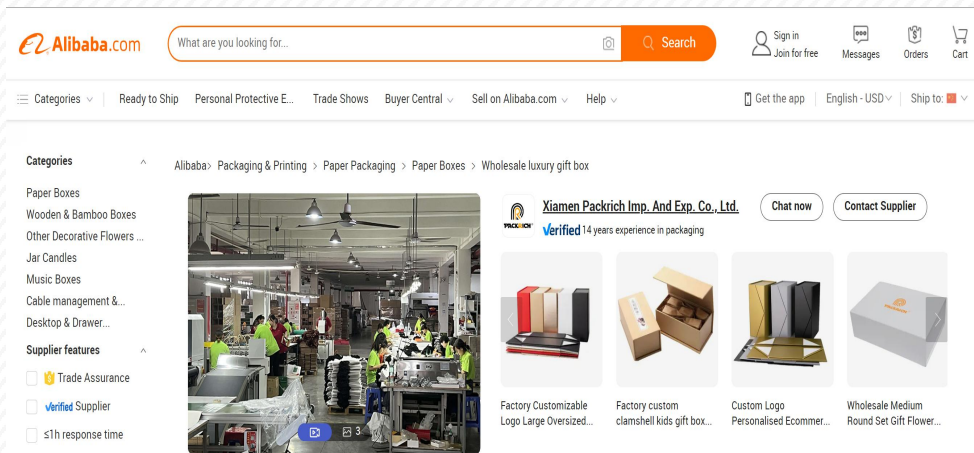 Alibaba.com
What are you looking for...
Search
Sign in
Join for free
Messages
Orders
Cart
Categories
Ready to Ship
Personal Protective E...
Trade Shows
Buyer Central
Sell on Alibaba.com
Help
Get the app
English - USD
Ship to:
Categories
Paper Boxes
Wooden & Bamboo Boxes
Other Decorative Flowers ...
Jar Candles
Music Boxes
Cable management &...
Desktop & Drawer...
Supplier features
Trade Assurance
Verified Supplier
≤1h response time
Alibaba> Packaging & Printing > Paper Packaging > Paper Boxes > Wholesale luxury gift box
3
PACKRICH
Xiamen Packrich Imp. And Exp. Co., Ltd.
Chat now
Contact Supplier
Verified 14 years experience in packaging
Factory Customizable
Logo Large Oversized...
Factory custom
clamshell kids gift box...
Custom Logo
Personalised Ecommer...
Wholesale Medium
Round Set Gift Flower...